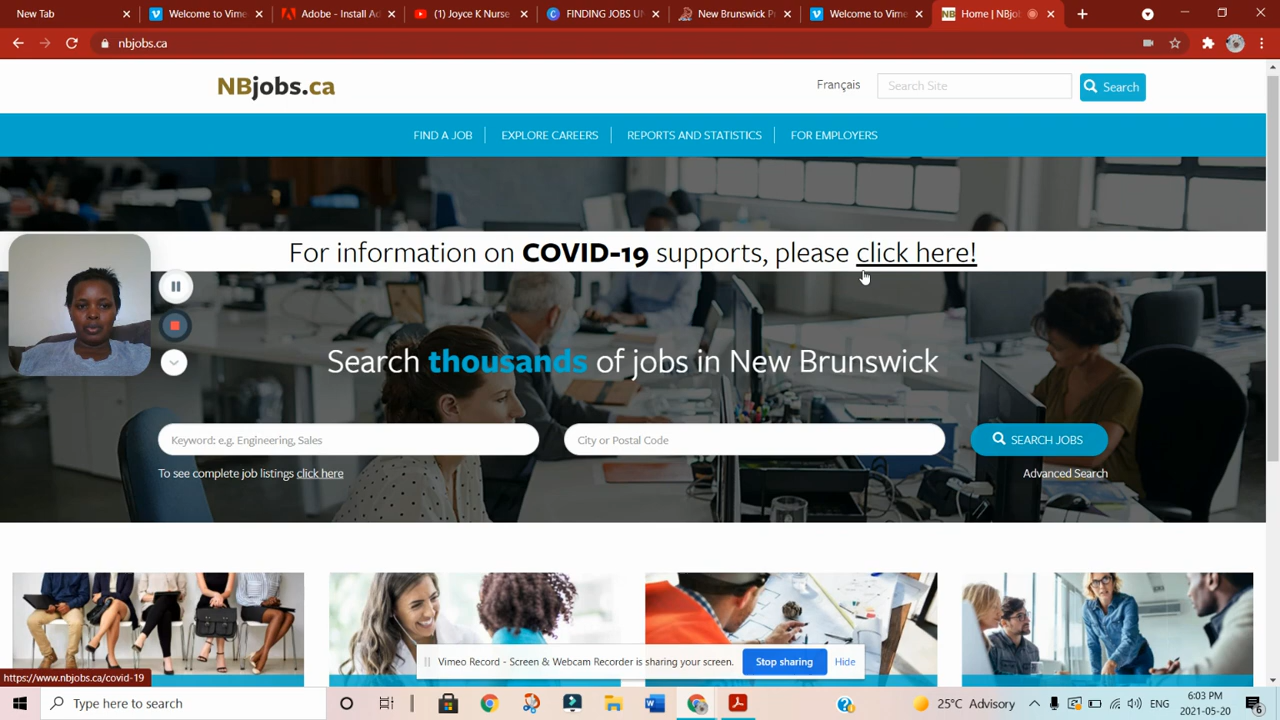 New Tab
Welcome to Vime
Adobe - Install Ad
(1) Joyce K Nurse
FINDING JOBS UN
New Brunswick P
Welcome to Vime
Home | NBjol
nbjobs.ca
NBjobs.ca
Français
Search Site
Search
FIND A JOB
EXPLORE CAREERS
REPORTS AND STATISTICS
FOR EMPLOYERS
For information on COVID-19 supports, please click here!
Search thousands of jobs in New Brunswick
Keyword: e.g. Engineering, Sales
City or Postal Code
SEARCH JOBS
To see complete job listings click here
Advanced Search
Vimeo Record - Screen & Webcam Recorder is sharing your screen.
Stop sharing
Hide
https://www.nbjobs.ca/covid-19
Type here to search
25°C Advisory
ENG
6:03 PM
2021-05-20
6